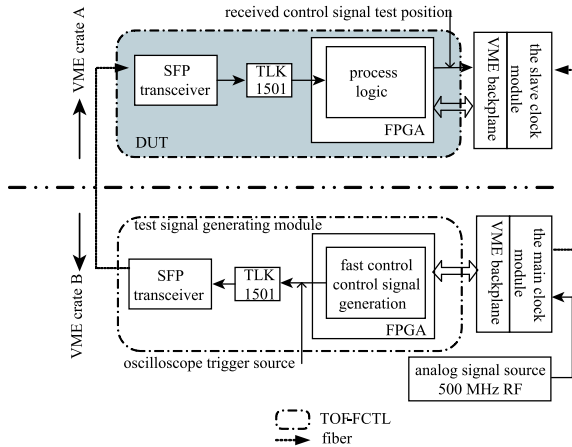 received control signal test position
VME crate A
SFP
transceiver
TLK
1501
process
logic
FPGA
DUT
VME backplane
the slave clock
module
test signal generating module
VME crate B
SFP
transceiver
TLK
1501
fast control
control signal
generation
FPGA
VME backplane
the main clock
module
oscilloscope trigger source
analog signal source
500 MHz RF
TOF-FCTL
fiber